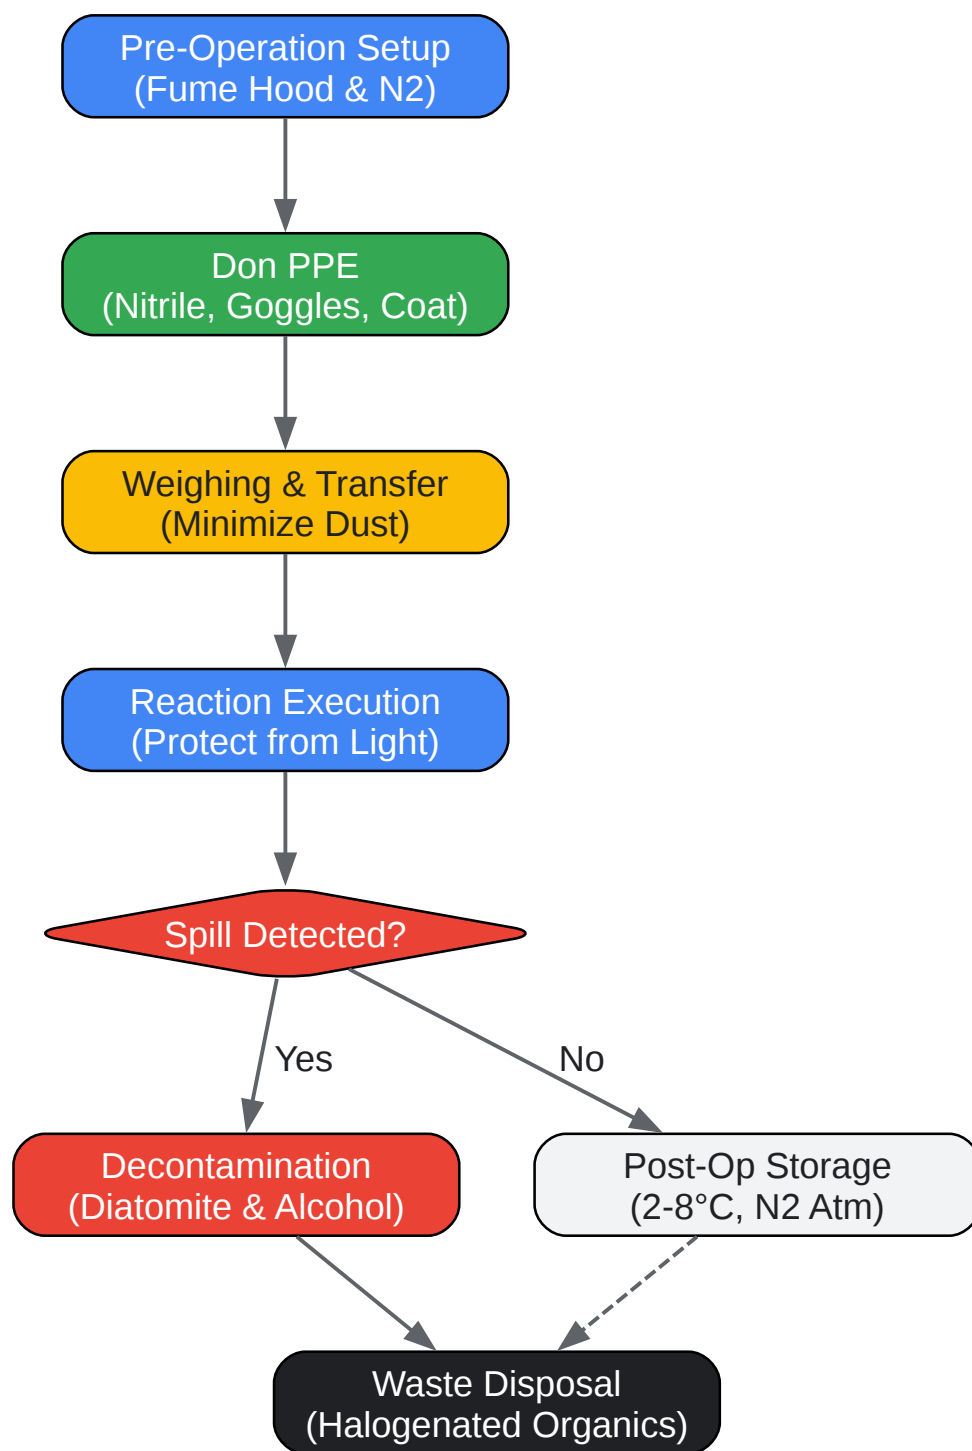 Pre-Operation Setup
(Fume Hood & N2)
Don PPE
(Nitrile, Goggles, Coat)
Weighing & Transfer
(Minimize Dust)
Reaction Execution
(Protect from Light)
Spill Detected?
Yes
No
Decontamination
(Diatomite & Alcohol)
Post-Op Storage
(2-8°C, N2 Atm)
Waste Disposal
(Halogenated Organics)